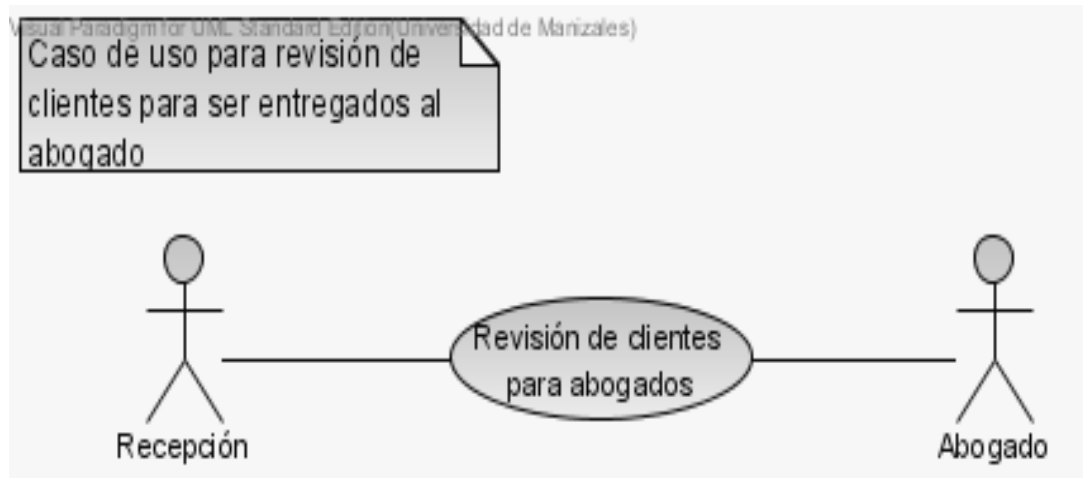 Visual Paradigm for UML Standard Edition(Universidad de Manizales)
Caso de uso para revisión de
clientes para ser entregados al
abogado
Revisión de clientes
para abogados
Recepción
Abogado